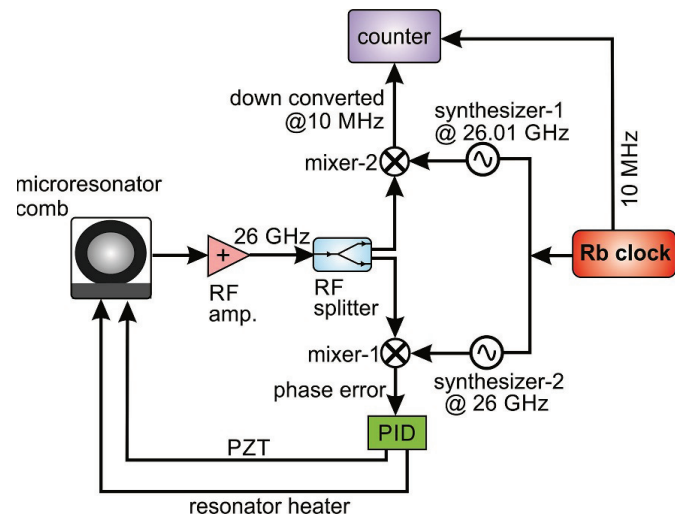 counter
down converted
@10 MHz
synthesizer-1
@ 26.01 GHz
mixer-2
10 MHz
microresonator
comb
26 GHz
+
RF
amp.
RF
splitter
Rb clock
mixer-1
synthesizer-2
@ 26 GHz
phase error
PID
PZT
resonator heater